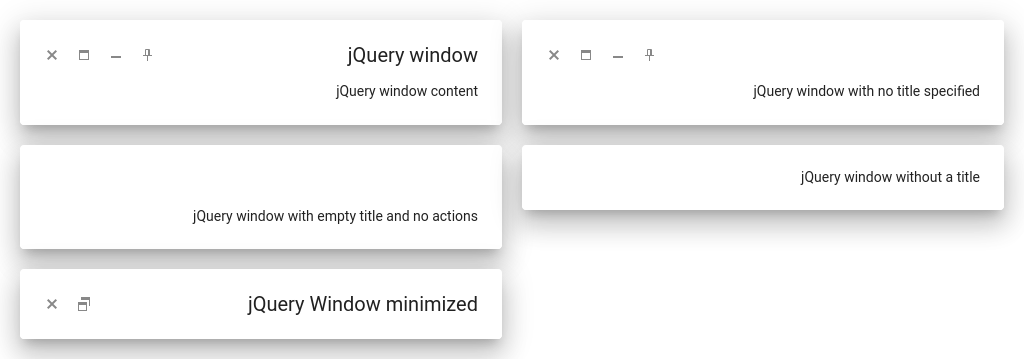 jQuery window
jQuery window content
jQuery window with no title specified
jQuery window with empty title and no actions
jQuery window without a title
jQuery Window minimized